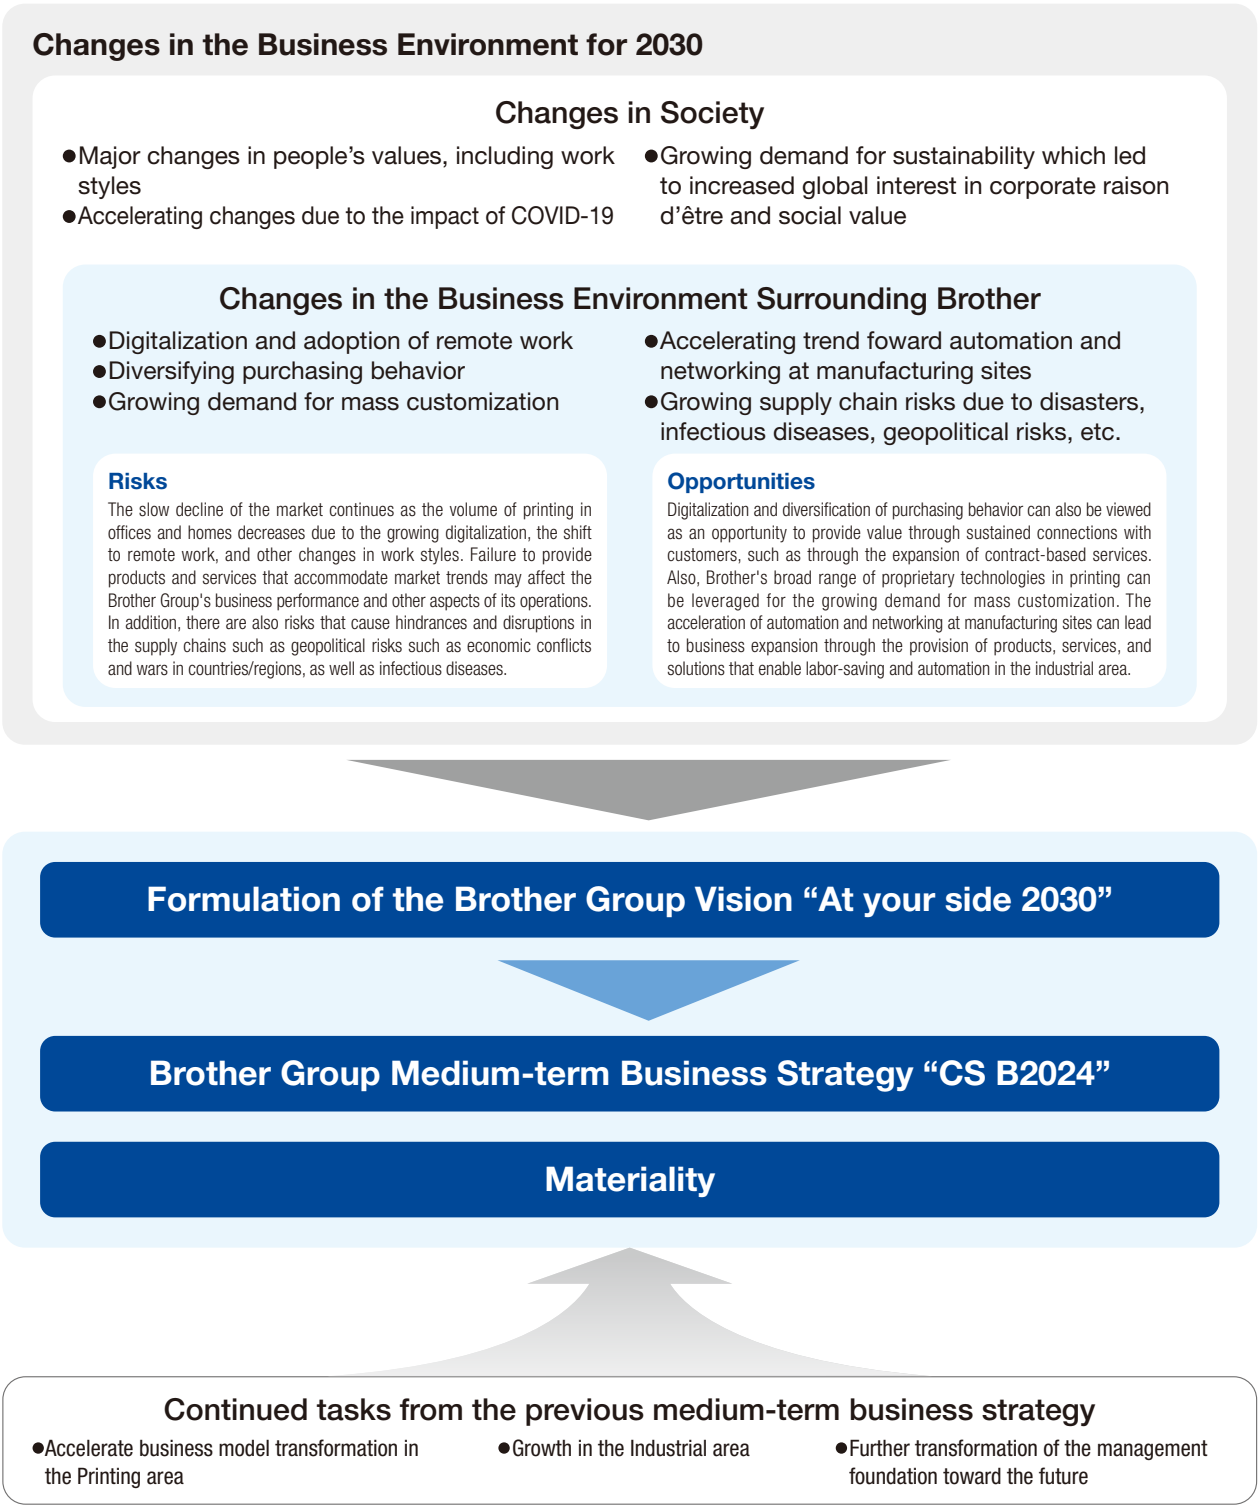 Changes in the Business Environment for 2030
Changes in Society
●Major changes in people’s values, including work
styles
●Accelerating changes due to the impact of COVID-19
●Growing demand for sustainability which led
to increased global interest in corporate raison
d’être and social value
Changes in the Business Environment Surrounding Brother
●Digitalization and adoption of remote work
●Diversifying purchasing behavior
●Growing demand for mass customization
●Accelerating trend foward automation and
networking at manufacturing sites
●Growing supply chain risks due to disasters,
infectious diseases, geopolitical risks, etc.
Risks
The slow decline of the market continues as the volume of printing in
offices and homes decreases due to the growing digitalization, the shift
to remote work, and other changes in work styles. Failure to provide
products and services that accommodate market trends may affect the
Brother Group's business performance and other aspects of its operations.
In addition, there are also risks that cause hindrances and disruptions in
the supply chains such as geopolitical risks such as economic conflicts
and wars in countries/regions, as well as infectious diseases.
Opportunities
Digitalization and diversification of purchasing behavior can also be viewed
as an opportunity to provide value through sustained connections with
customers, such as through the expansion of contract-based services.
Also, Brother's broad range of proprietary technologies in printing can
be leveraged for the growing demand for mass customization. The
acceleration of automation and networking at manufacturing sites can lead
to business expansion through the provision of products, services, and
solutions that enable labor-saving and automation in the industrial area.
Formulation of the Brother Group Vision “At your side 2030”
Brother Group Medium-term Business Strategy “CS B2024”
Materiality
Continued tasks from the previous medium-term business strategy
●Accelerate business model transformation in
the Printing area
●Growth in the Industrial area
●Further transformation of the management
foundation toward the future